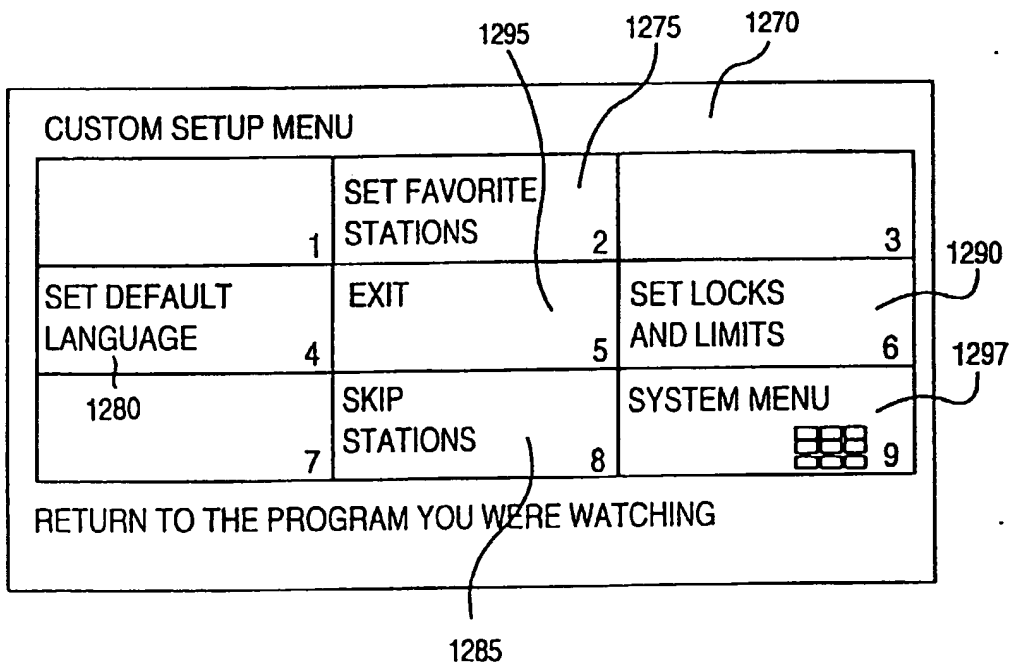 1295
1275
1270
CUSTOM SETUP MENU
1
SET FAVORITE
STATIONS 2
3
1290
SET DEFAULT
LANGUAGE 4
EXIT
5
SET LOCKS
AND LIMITS 6
1297
1280
7
SKIP
STATIONS 8
SYSTEM MENU
9
RETURN TO THE PROGRAM YOU WERE WATCHING
1285